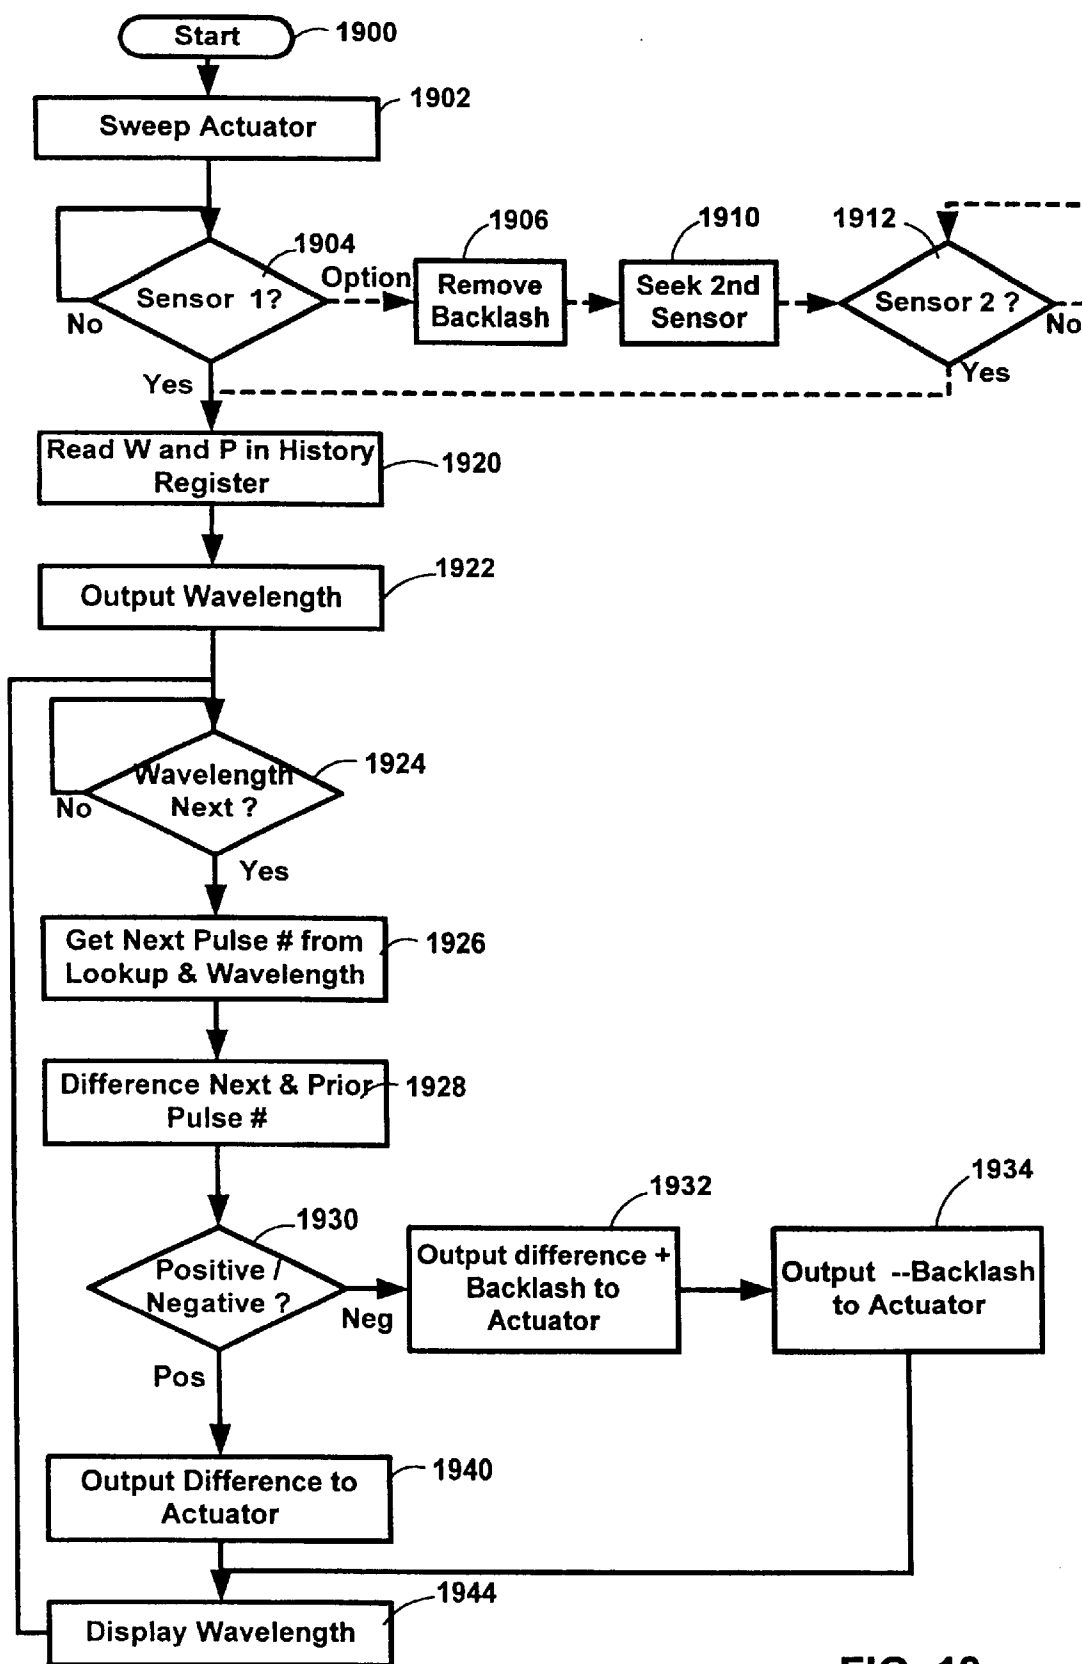 Start
1900
1902
Sweep Actuator
1904
Sensor 1?
No
Yes
Option
1906
Remove
Backlash
1910
Seek 2nd
Sensor
1912
Sensor 2 ?
No
Yes
Read W and P in History
Register
1920
1922
Output Wavelength
Wavelength
Next ?
1924
No
Yes
Get Next Pulse # from
Lookup & Wavelength
1926
Difference Next & Prior
Pulse #
1928
1930
Positive /
Negative ?
Neg
Pos
1932
Output difference +
Backlash to
Actuator
1934
Output --Backlash
to Actuator
Output Difference to
Actuator
1940
1944
Display Wavelength
FIG.